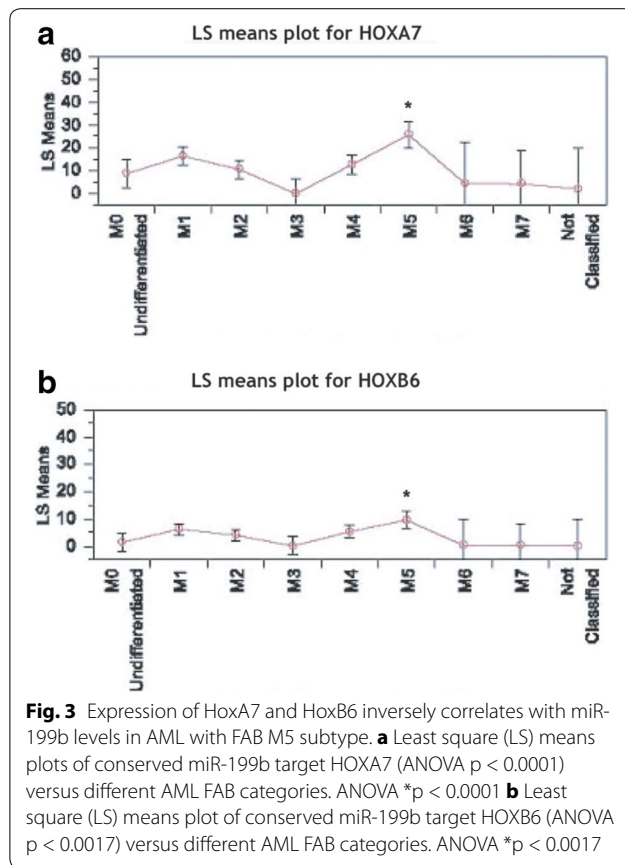 a
LS means plot for HOXA7
LS Means
60
50
40
30
20
10
0
*
M0
Undifferentiated
M1
M2
M3
M4
M5
M6
M7
Not
Classified
b
LS means plot for HOXB6
LS Means
50
40
30
20
10
0
*
M0
Undifferentiated
M1
M2
M3
M4
M5
M6
M7
Not
Classified
Fig. 3 Expression of HoxA7 and HoxB6 inversely correlates with miR-
199b levels in AML with FAB M5 subtype. a Least square (LS) means
plots of conserved miR-199b target HOXA7 (ANOVA p < 0.0001)
versus different AML FAB categories. ANOVA *p < 0.0001 b Least
square (LS) means plot of conserved miR-199b target HOXB6 (ANOVA
p < 0.0017) versus different AML FAB categories. ANOVA *p < 0.0017